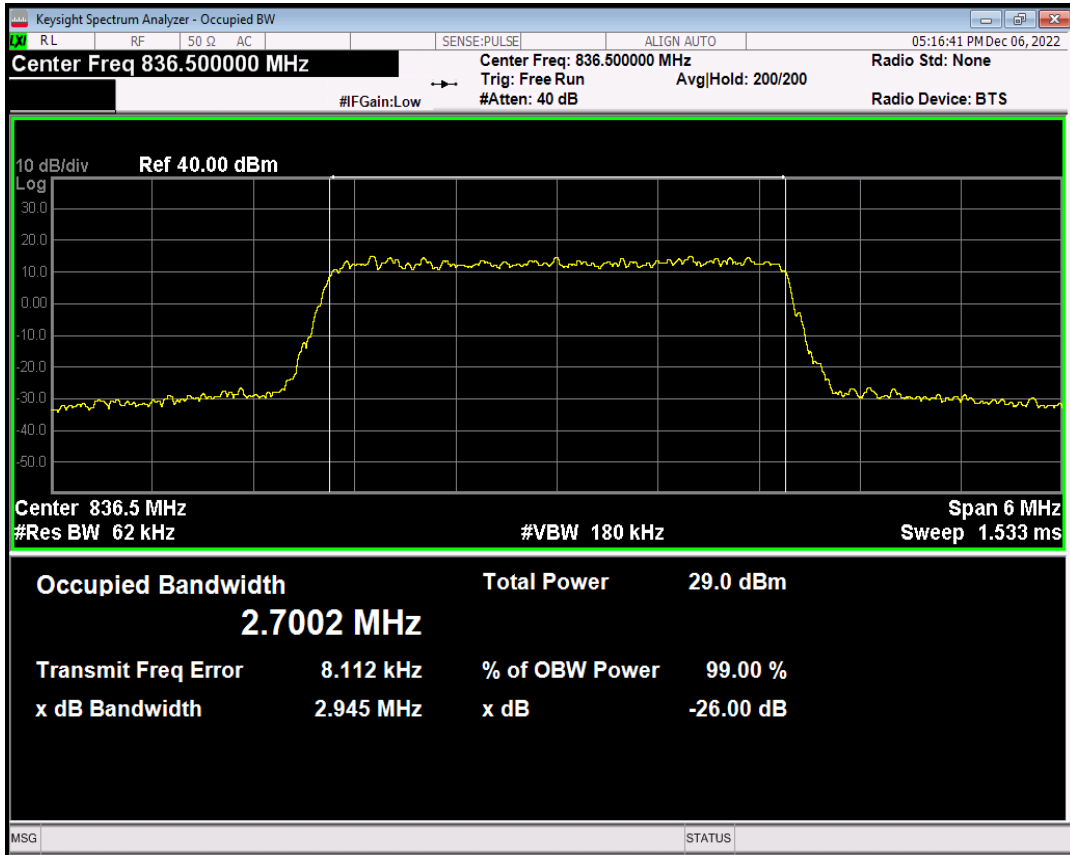 Keysight Spectrum Analyzer - Occupied BW
LXI RL RF 50 Ω AC SENSE:PULSE ALIGN AUTO 05:16:41 PM Dec 06, 2022
Center Freq 836.500000 MHz Center Freq: 836.500000 MHz Radio Std: None
Trig: Free Run Avg|Hold: 200/200
#IFGain:Low #Atten: 40 dB Radio Device: BTS
10 dB/div Ref 40.00 dBm
Log
30.0
20.0
10.0
0.00
-10.0
-20.0
-30.0
-40.0
-50.0
Center 836.5 MHz Span 6 MHz
#Res BW 62 kHz #VBW 180 kHz Sweep 1.533 ms
Occupied Bandwidth Total Power 29.0 dBm
2.7002 MHz
Transmit Freq Error 8.112 kHz % of OBW Power 99.00 %
x dB Bandwidth 2.945 MHz x dB -26.00 dB
MSG STATUS